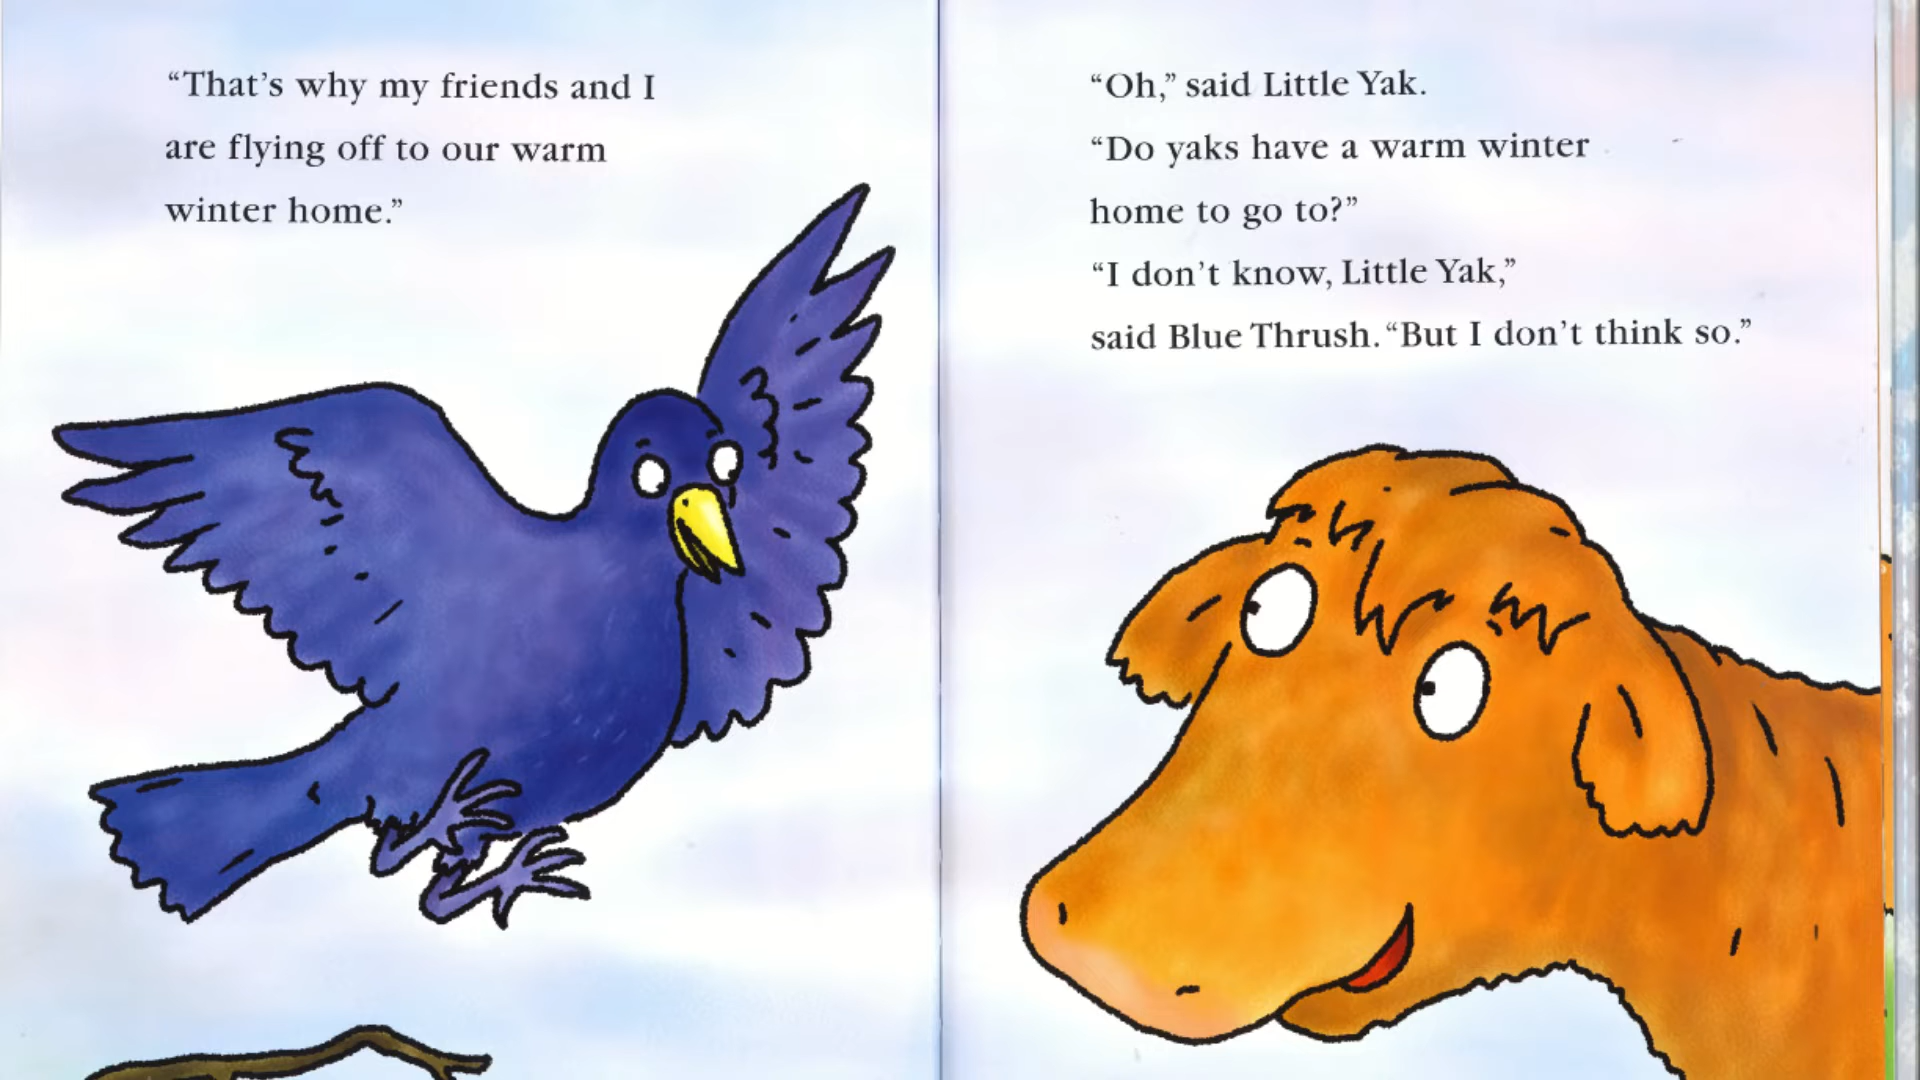 “That’s why my friends and I
are flying off to our warm
winter home.”
“Oh,” said Little Yak.
“Do yaks have a warm winter
home to go to?”
“I don’t know, Little Yak,”
said Blue Thrush. “But I don’t think so.”